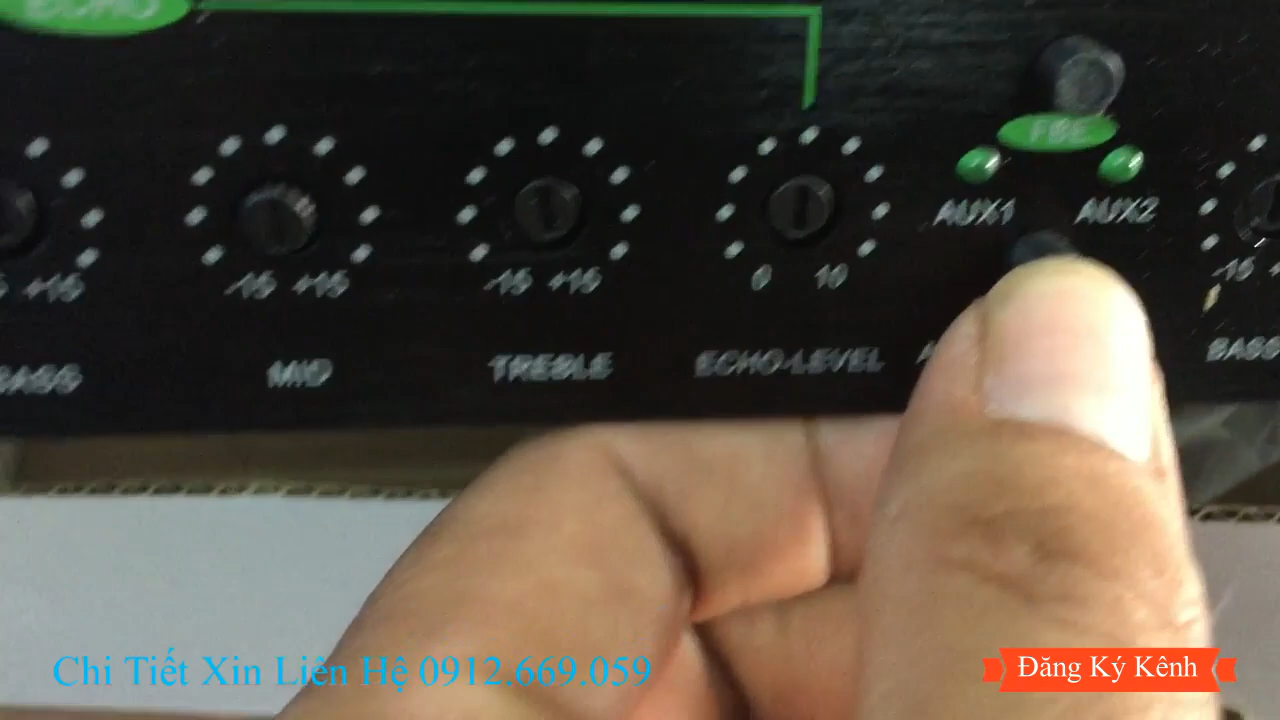 ECHO
FBE
AUX1 AUX2
+15 -15 +15 -15 +15 0 10 -15
BASS MID TREBLE ECHO-LEVEL BASS
Chi Tiết Xin Liên Hệ 0912.669.059
Đăng Ký Kênh